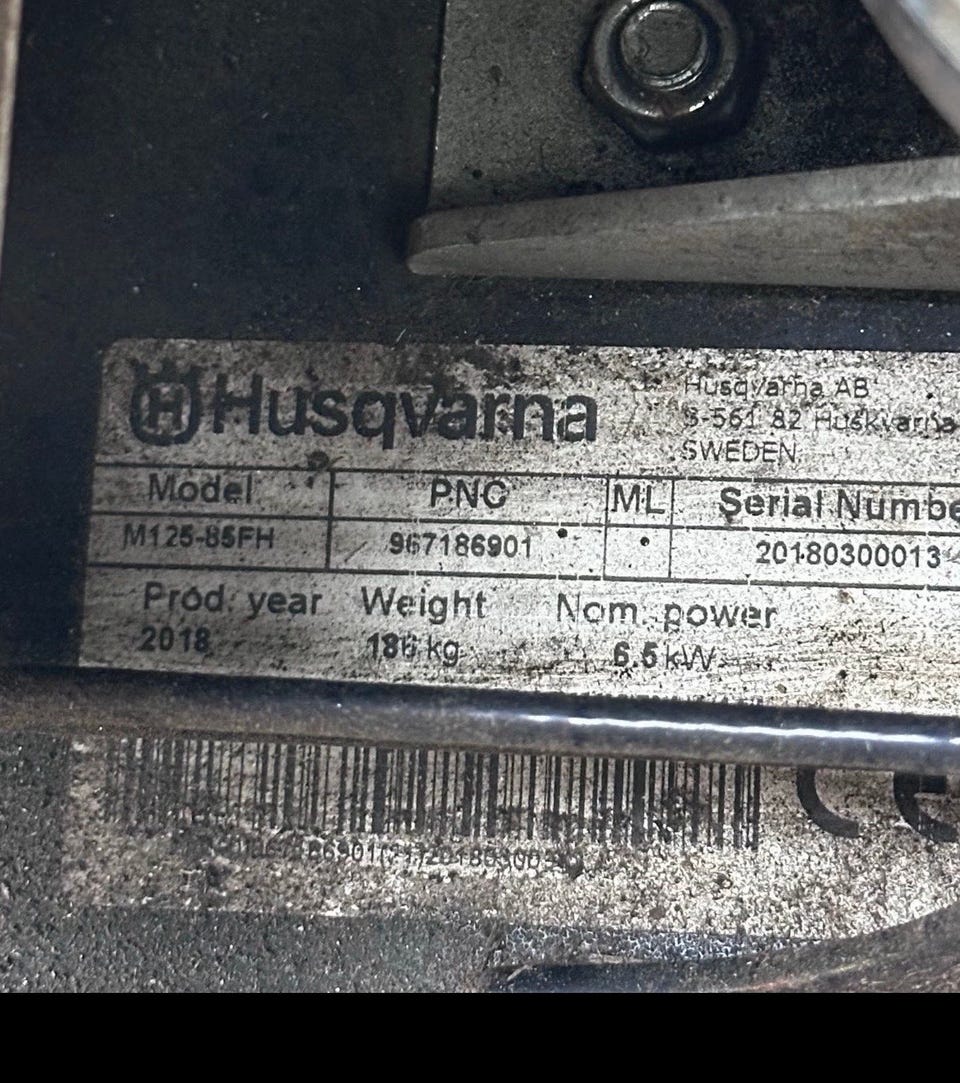 H Husqvarna
Husqvarna AB
S-561 82 Huskvarna
SWEDEN
Model PNC ML Serial Numbe
M125-85FH 967186901 20180300013
Prod. year Weight Nom. power
2018 186 kg 6.5 kW
CE